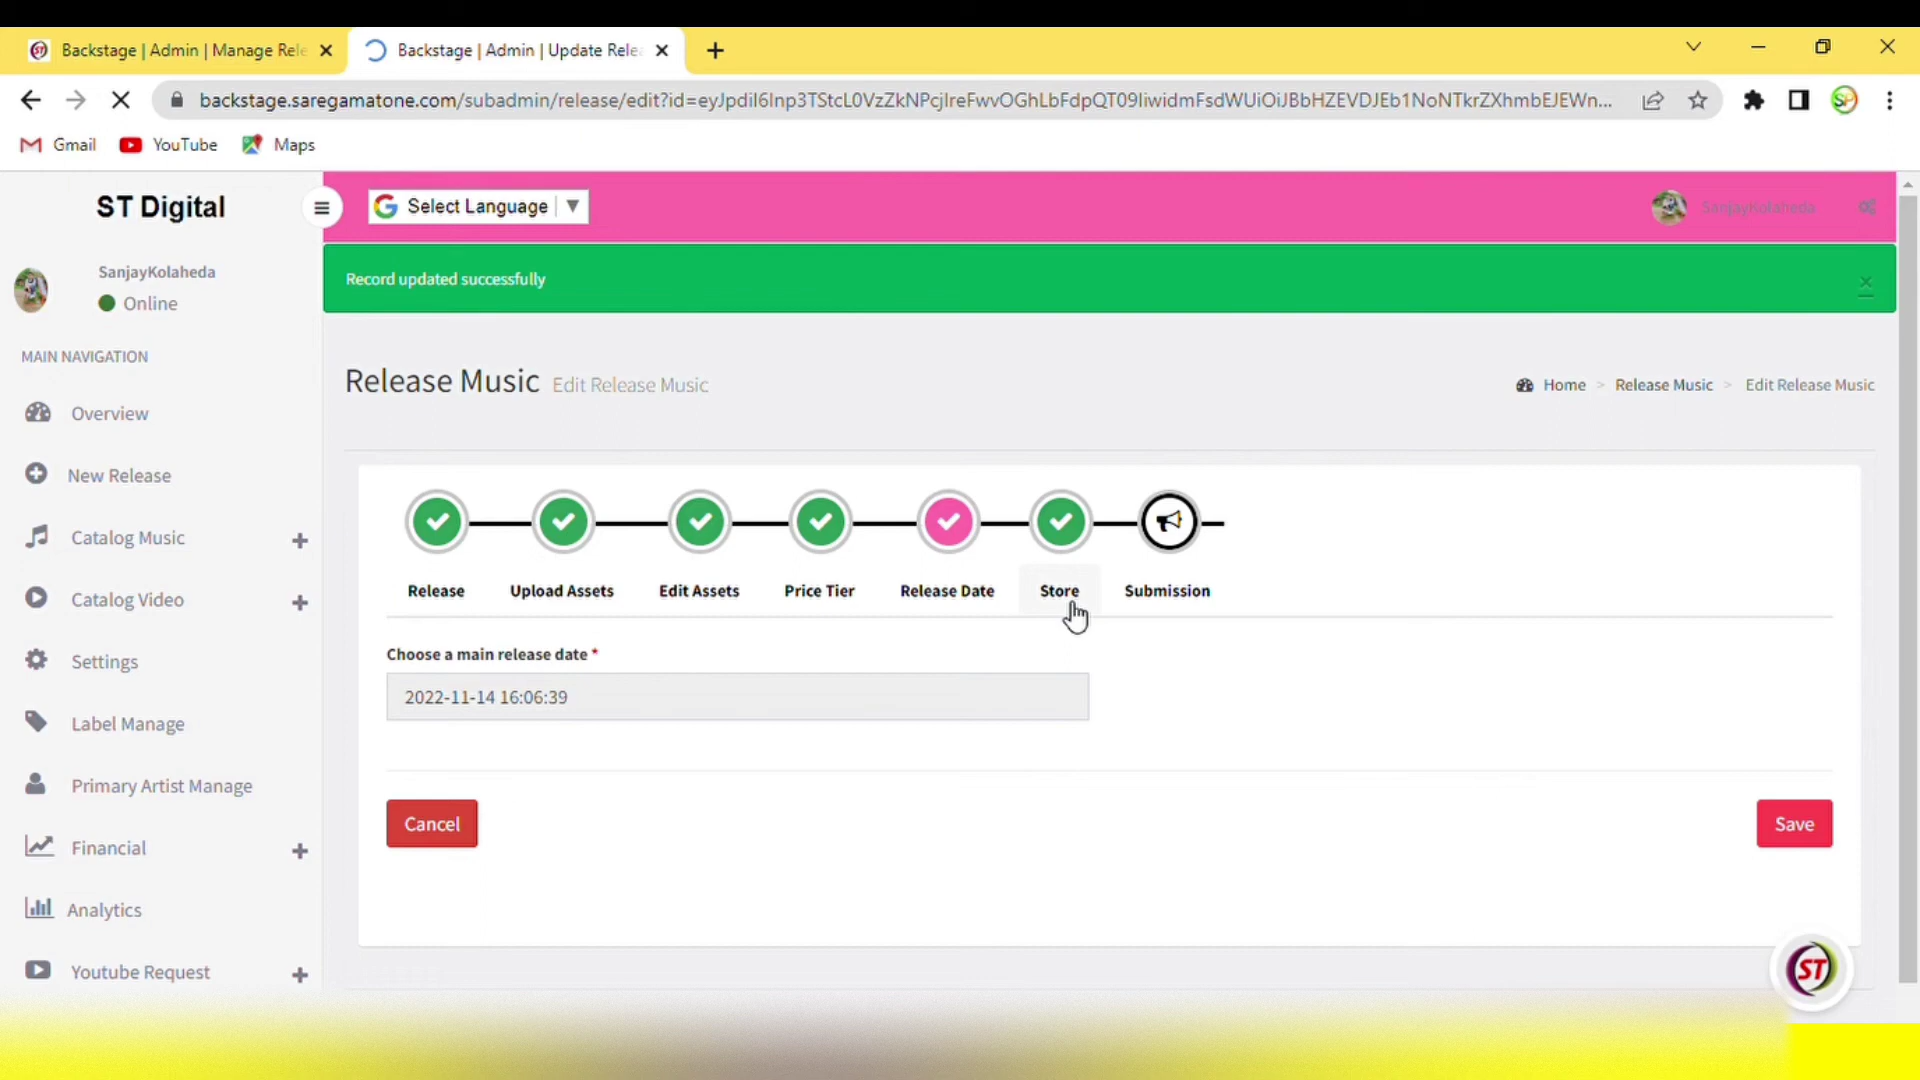 Backstage | Admin | Manage Rele
Backstage | Admin | Update Rele
backstage.saregamatone.com/subadmin/release/edit?id=eyJpdiI6Inp3TStcL0VzZkNPcjlreFwvOGhLbFdpQT09IiwidmFsdWUiOiJBbHZEVDJEb1NoNTkrZXhmbEJEWn...
SP
Gmail YouTube Maps
ST Digital
Select Language ▼
SanjayKolaheda
Record updated successfully
×
SanjayKolaheda
Online
MAIN NAVIGATION
Overview
New Release
Catalog Music
Catalog Video
Settings
Label Manage
Primary Artist Manage
Financial
Analytics
Youtube Request
Release Music Edit Release Music
Home > Release Music > Edit Release Music
Release Upload Assets Edit Assets Price Tier Release Date Store Submission
Choose a main release date *
2022-11-14 16:06:39
Cancel
Save
ST